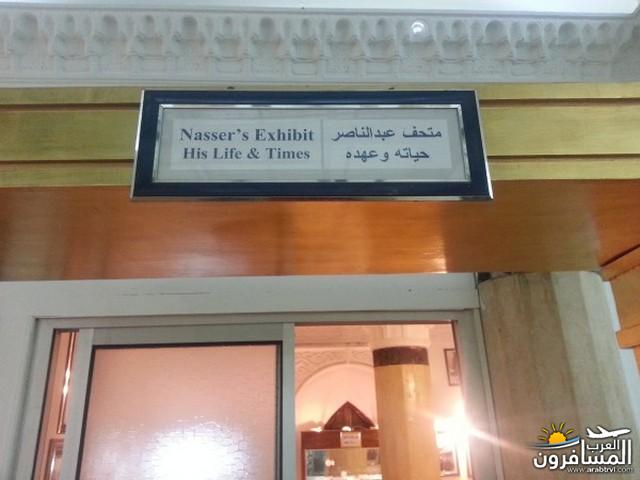 Nasser's Exhibit
His Life & Times
متحف عبدالناصر
حياته وعهده
العرب
المسافرون
www.arabtrvl.com